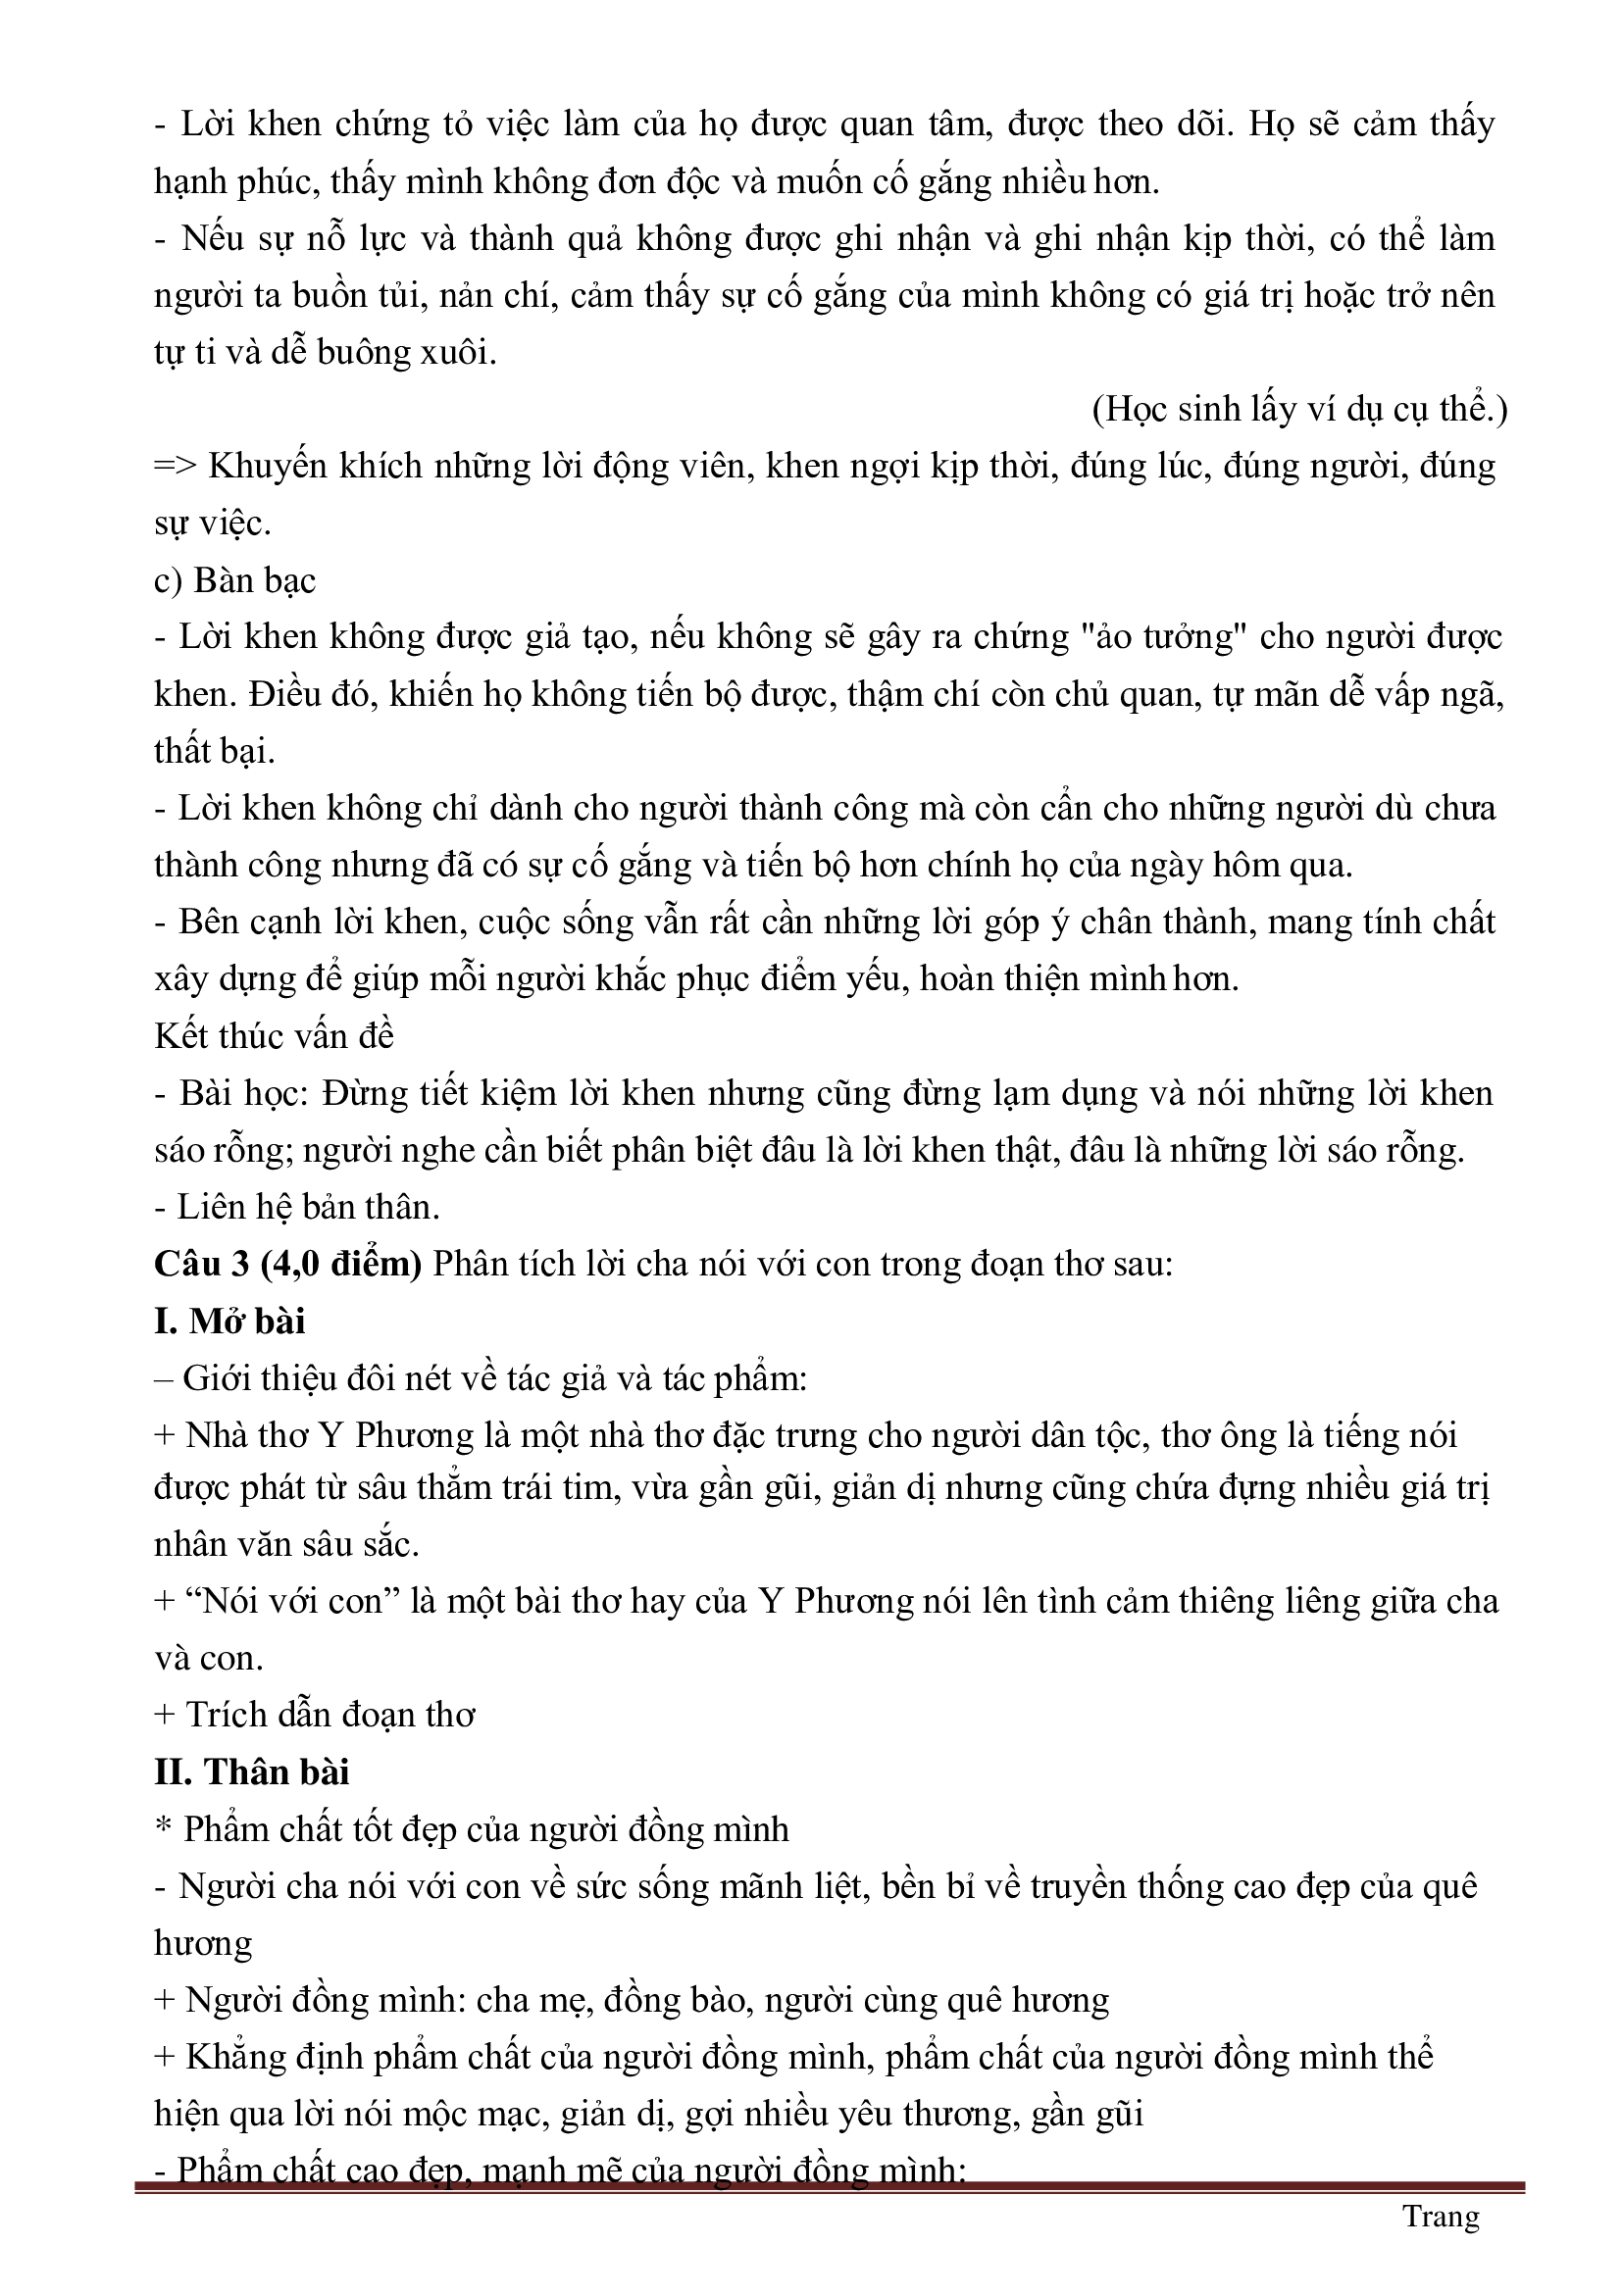 - Lời khen chứng tỏ việc làm của họ được quan tâm, được theo dõi. Họ sẽ cảm thấy
hạnh phúc, thấy mình không đơn độc và muốn cố gắng nhiều hơn.
- Nếu sự nỗ lực và thành quả không được ghi nhận và ghi nhận kịp thời, có thể làm
người ta buồn tủi, nản chí, cảm thấy sự cố gắng của mình không có giá trị hoặc trở nên
tự ti và dễ buông xuôi.
(Học sinh lấy ví dụ cụ thể.)
=> Khuyến khích những lời động viên, khen ngợi kịp thời, đúng lúc, đúng người, đúng
sự việc.
c) Bàn bạc
- Lời khen không được giả tạo, nếu không sẽ gây ra chứng "ảo tưởng" cho người được
khen. Điều đó, khiến họ không tiến bộ được, thậm chí còn chủ quan, tự mãn dễ vấp ngã,
thất bại.
- Lời khen không chỉ dành cho người thành công mà còn cẩn cho những người dù chưa
thành công nhưng đã có sự cố gắng và tiến bộ hơn chính họ của ngày hôm qua.
- Bên cạnh lời khen, cuộc sống vẫn rất cần những lời góp ý chân thành, mang tính chất
xây dựng để giúp mỗi người khắc phục điểm yếu, hoàn thiện mình hơn.
Kết thúc vấn đề
- Bài học: Đừng tiết kiệm lời khen nhưng cũng đừng lạm dụng và nói những lời khen
sáo rỗng; người nghe cần biết phân biệt đâu là lời khen thật, đâu là những lời sáo rỗng.
- Liên hệ bản thân.
Câu 3 (4,0 điểm) Phân tích lời cha nói với con trong đoạn thơ sau:
I. Mở bài
– Giới thiệu đôi nét về tác giả và tác phẩm:
+ Nhà thơ Y Phương là một nhà thơ đặc trưng cho người dân tộc, thơ ông là tiếng nói
được phát từ sâu thẳm trái tim, vừa gần gũi, giản dị nhưng cũng chứa đựng nhiều giá trị
nhân văn sâu sắc.
+ “Nói với con” là một bài thơ hay của Y Phương nói lên tình cảm thiêng liêng giữa cha
và con.
+ Trích dẫn đoạn thơ
II. Thân bài
* Phẩm chất tốt đẹp của người đồng mình
- Người cha nói với con về sức sống mãnh liệt, bền bỉ về truyền thống cao đẹp của quê
hương
+ Người đồng mình: cha mẹ, đồng bào, người cùng quê hương
+ Khẳng định phẩm chất của người đồng mình, phẩm chất của người đồng mình thể
hiện qua lời nói mộc mạc, giản dị, gợi nhiều yêu thương, gần gũi
- Phẩm chất cao đẹp, mạnh mẽ của người đồng mình:
Trang